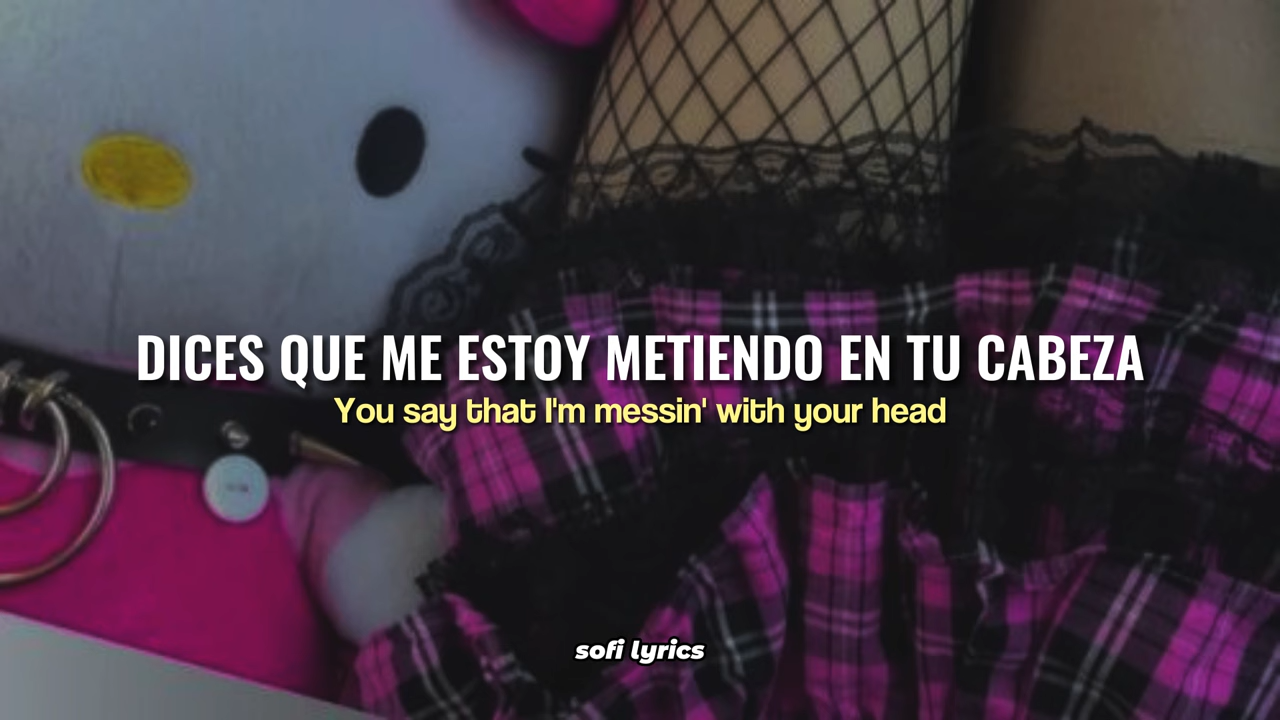 DICES QUE ME ESTOY METIENDO EN TU CABEZA
You say that I'm messin' with your head
sofi lyrics